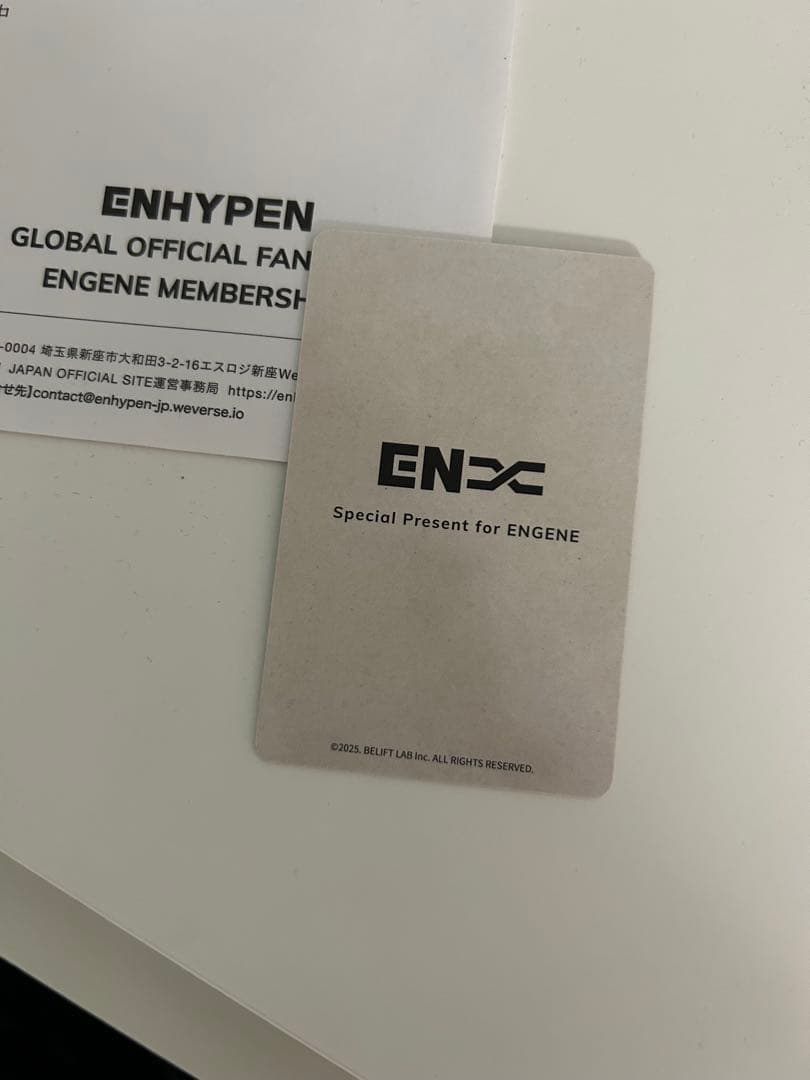 ENHYPEN
GLOBAL OFFICIAL FAN
ENGENE MEMBERSH
-0004 埼玉県新座市大和田3-2-16エスロジ新座We
JAPAN OFFICIAL SITE運営事務局 https://en
せ先】contact@enhypen-jp.weverse.io
EN
Special Present for ENGENE
©2025. BELIFT LAB Inc. ALL RIGHTS RESERVED.